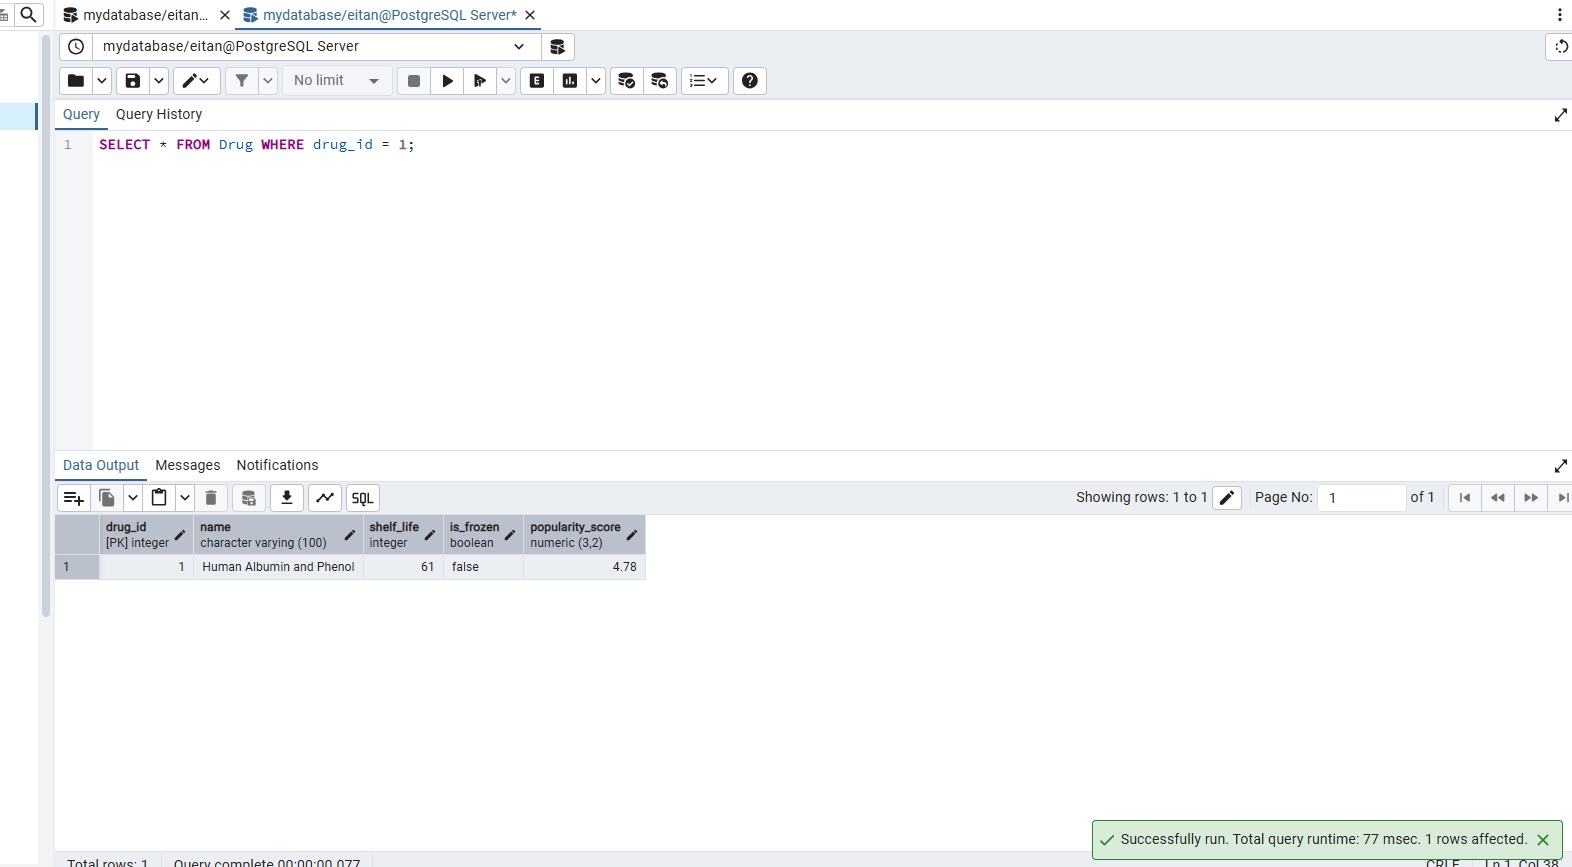 mydatabase/eitan...
mydatabase/eitan@PostgreSQL Server*
mydatabase/eitan@PostgreSQL Server
No limit
E
Query
Query History
1
SELECT * FROM Drug WHERE drug_id = 1;
Data Output
Messages
Notifications
SQL
Showing rows: 1 to 1
Page No:
1
of 1
drug_id
[PK] integer
name
character varying (100)
shelf_life
integer
is_frozen
boolean
popularity_score
numeric (3,2)
1
1
Human Albumin and Phenol
61
false
4.78
Successfully run. Total query runtime: 77 msec. 1 rows affected.
Total rows: 1
Query complete 00:00:00.077
CRLF
Ln 1, Col 38